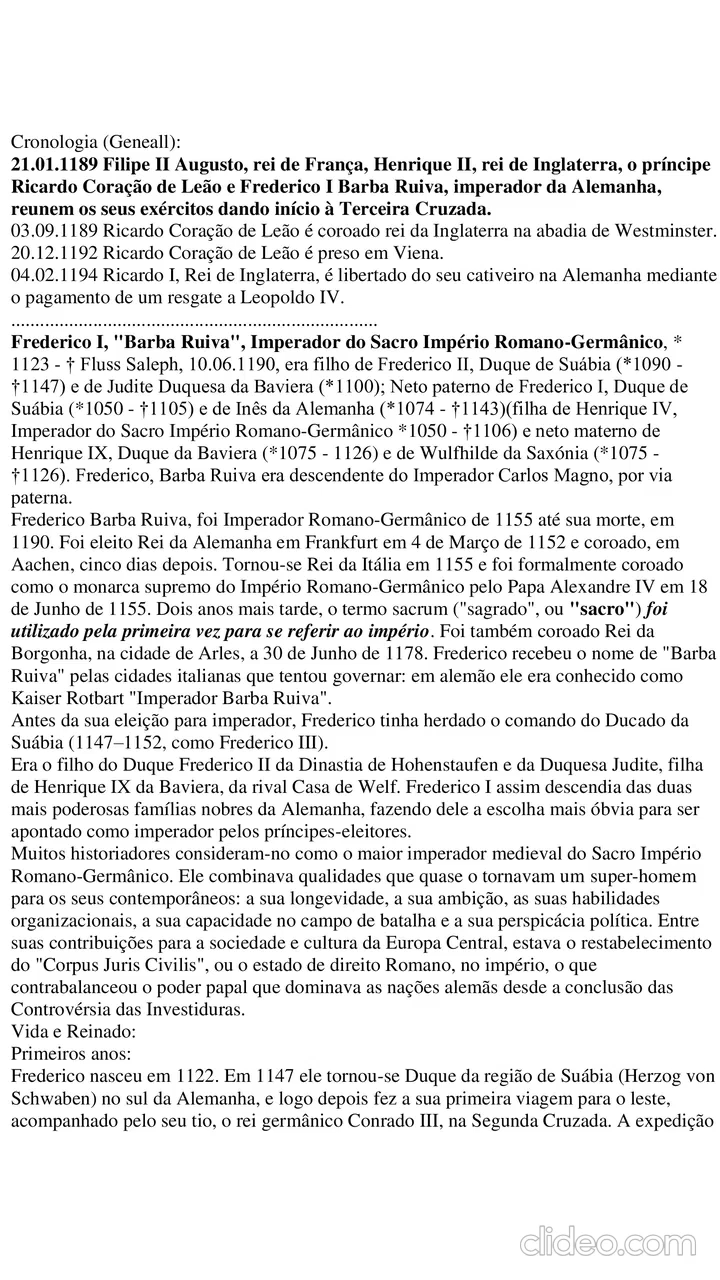 Cronologia (Geneall):
21.01.1189 Filipe II Augusto, rei de França, Henrique II, rei de Inglaterra, o príncipe
Ricardo Coração de Leão e Frederico I Barba Ruiva, imperador da Alemanha,
reunem os seus exércitos dando início à Terceira Cruzada.
03.09.1189 Ricardo Coração de Leão é coroado rei da Inglaterra na abadia de Westminster.
20.12.1192 Ricardo Coração de Leão é preso em Viena.
04.02.1194 Ricardo I, Rei de Inglaterra, é libertado do seu cativeiro na Alemanha mediante
o pagamento de um resgate a Leopoldo IV.
............................................................................
Frederico I, "Barba Ruiva", Imperador do Sacro Império Romano-Germânico, *
1123 - † Fluss Saleph, 10.06.1190, era filho de Frederico II, Duque de Suábia (*1090 -
†1147) e de Judite Duquesa da Baviera (*1100); Neto paterno de Frederico I, Duque de
Suábia (*1050 - †1105) e de Inês da Alemanha (*1074 - †1143)(filha de Henrique IV,
Imperador do Sacro Império Romano-Germânico *1050 - †1106) e neto materno de
Henrique IX, Duque da Baviera (*1075 - 1126) e de Wulfhilde da Saxónia (*1075 -
†1126). Frederico, Barba Ruiva era descendente do Imperador Carlos Magno, por via
paterna.
Frederico Barba Ruiva, foi Imperador Romano-Germânico de 1155 até sua morte, em
1190. Foi eleito Rei da Alemanha em Frankfurt em 4 de Março de 1152 e coroado, em
Aachen, cinco dias depois. Tornou-se Rei da Itália em 1155 e foi formalmente coroado
como o monarca supremo do Império Romano-Germânico pelo Papa Alexandre IV em 18
de Junho de 1155. Dois anos mais tarde, o termo sacrum ("sagrado", ou "sacro") foi
utilizado pela primeira vez para se referir ao império. Foi também coroado Rei da
Borgonha, na cidade de Arles, a 30 de Junho de 1178. Frederico recebeu o nome de "Barba
Ruiva" pelas cidades italianas que tentou governar: em alemão ele era conhecido como
Kaiser Rotbart "Imperador Barba Ruiva".
Antes da sua eleição para imperador, Frederico tinha herdado o comando do Ducado da
Suábia (1147–1152, como Frederico III).
Era o filho do Duque Frederico II da Dinastia de Hohenstaufen e da Duquesa Judite, filha
de Henrique IX da Baviera, da rival Casa de Welf. Frederico I assim descendia das duas
mais poderosas famílias nobres da Alemanha, fazendo dele a escolha mais óbvia para ser
apontado como imperador pelos príncipes-eleitores.
Muitos historiadores consideram-no como o maior imperador medieval do Sacro Império
Romano-Germânico. Ele combinava qualidades que quase o tornavam um super-homem
para os seus contemporâneos: a sua longevidade, a sua ambição, as suas habilidades
organizacionais, a sua capacidade no campo de batalha e a sua perspicácia política. Entre
suas contribuições para a sociedade e cultura da Europa Central, estava o restabelecimento
do "Corpus Juris Civilis", ou o estado de direito Romano, no império, o que
contrabalanceou o poder papal que dominava as nações alemãs desde a conclusão das
Controvérsia das Investiduras.
Vida e Reinado:
Primeiros anos:
Frederico nasceu em 1122. Em 1147 ele tornou-se Duque da região de Suábia (Herzog von
Schwaben) no sul da Alemanha, e logo depois fez a sua primeira viagem para o leste,
acompanhado pelo seu tio, o rei germânico Conrado III, na Segunda Cruzada. A expedição
clideo.com